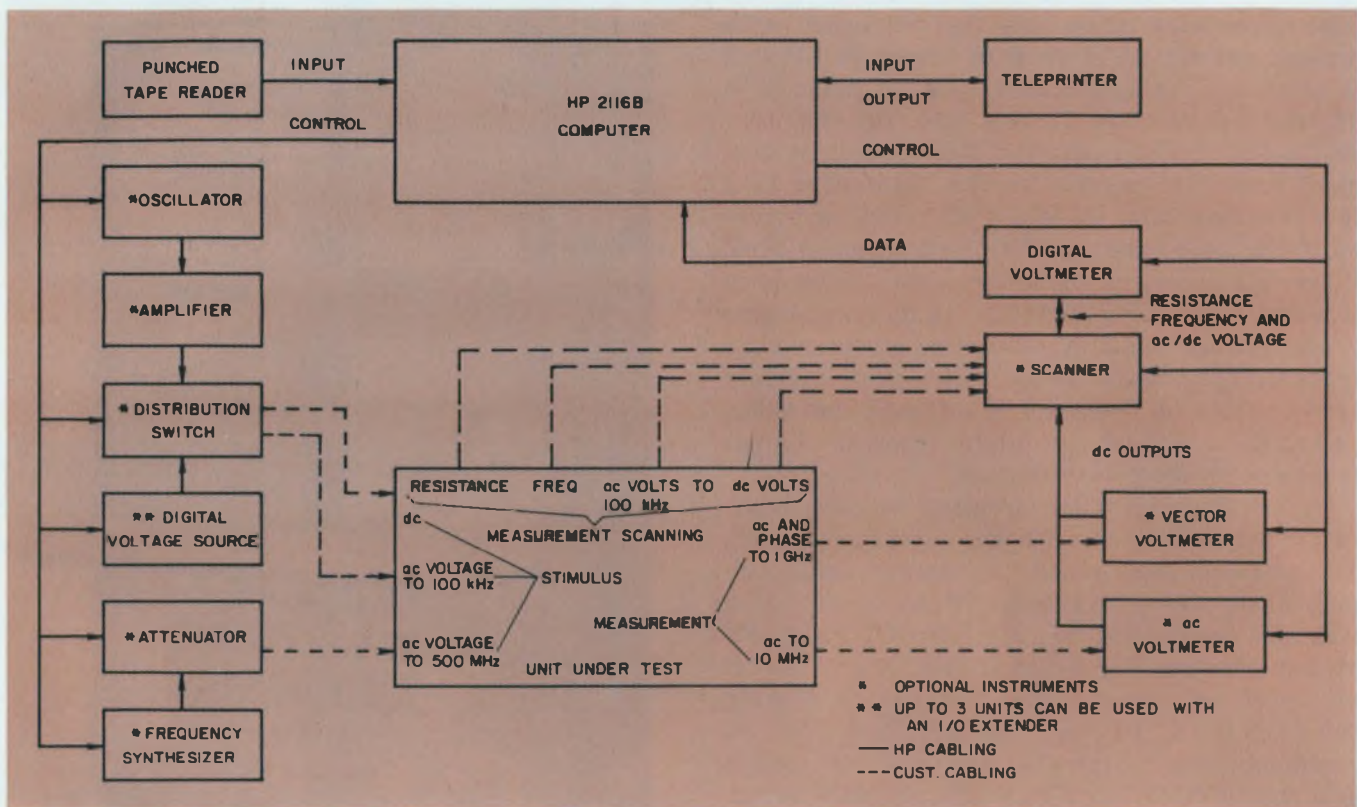 PUNCHED
TAPE READER
INPUT
HP 2116B
COMPUTER
INPUT
OUTPUT
TELEPRINTER
CONTROL
CONTROL
*OSCILLATOR
*AMPLIFIER
* DISTRIBUTION
SWITCH
** DIGITAL
VOLTAGE SOURCE
*ATTENUATOR
*FREQUENCY
SYNTHESIZER
DATA
DIGITAL
VOLTMETER
RESISTANCE
FREQUENCY AND
ac/dc VOLTAGE
* SCANNER
dc OUTPUTS
* VECTOR
VOLTMETER
* ac
VOLTMETER
RESISTANCE FREQ ac VOLTS TO dc VOLTS
100 kHz
MEASUREMENT SCANNING
dc
ac VOLTAGE
TO 100 kHz
STIMULUS
ac VOLTAGE
TO 500 MHz
ac AND
PHASE
TO 1 GHz
MEASUREMENT
ac TO
10 MHz
UNIT UNDER TEST
* OPTIONAL INSTRUMENTS
** UP TO 3 UNITS CAN BE USED WITH
AN I/O EXTENDER
HP CABLING
CUST. CABLING